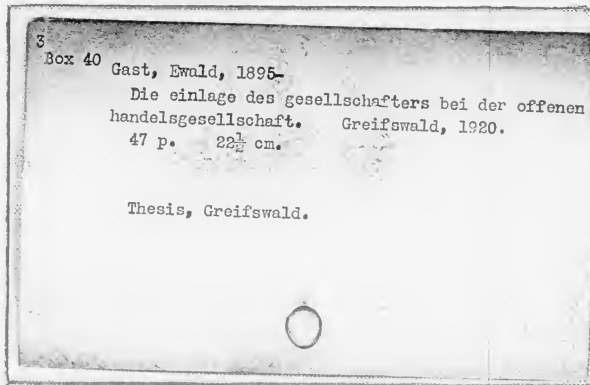 3
Box 40
Gast, Ewald, 1895-
Die einlage des gesellschafters bei der offenen
handelsgesellschaft. Greifswald, 1920.
47 p. 22½ cm.
Thesis, Greifswald.